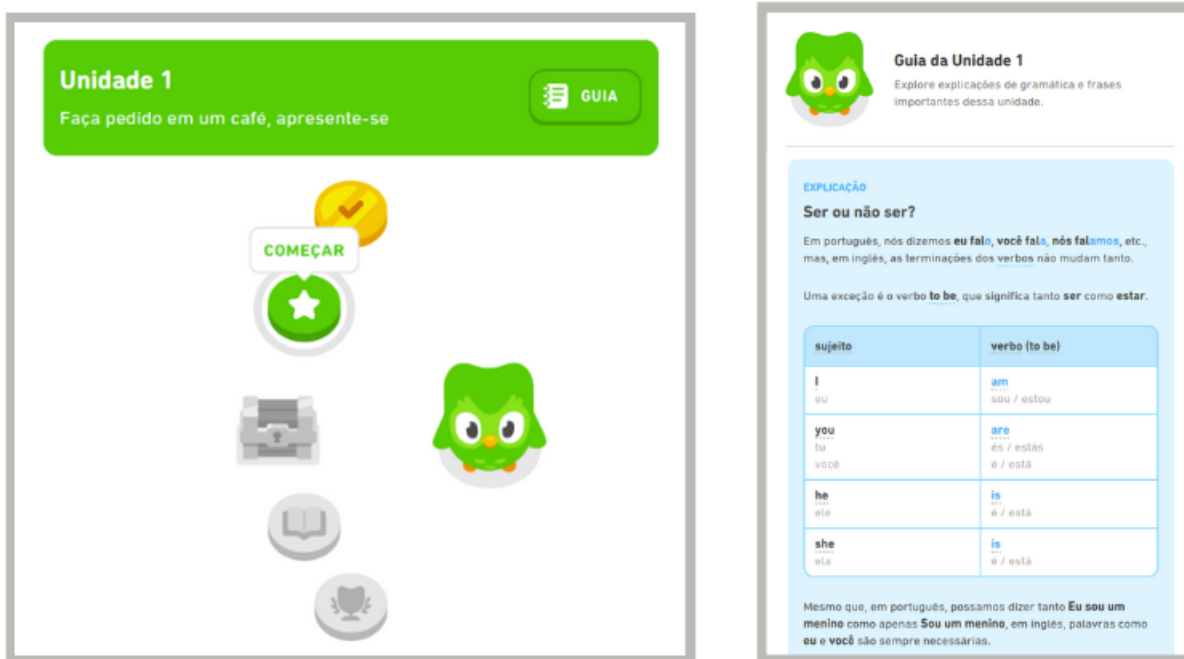 Unidade 1
Faça pedido em um café, apresente-se
GUIA
COMEÇAR
Guia da Unidade 1
Explore explicações de gramática e frases
importantes dessa unidade.
EXPLICAÇÃO
Ser ou não ser?
Em português, nós dizemos eu falo, você fala, nós falamos, etc.,
mas, em inglês, as terminações dos verbos não mudam tanto.
Uma exceção é o verbo to be, que significa tanto ser como estar.
sujeito verbo (to be)
I am
eu sou / estou
you are
tu és / estás
você é / está
he is
ele é / está
she is
ela é / está
Mesmo que, em português, possamos dizer tanto Eu sou um
menino como apenas Sou um menino, em inglês, palavras como
eu e você são sempre necessárias.